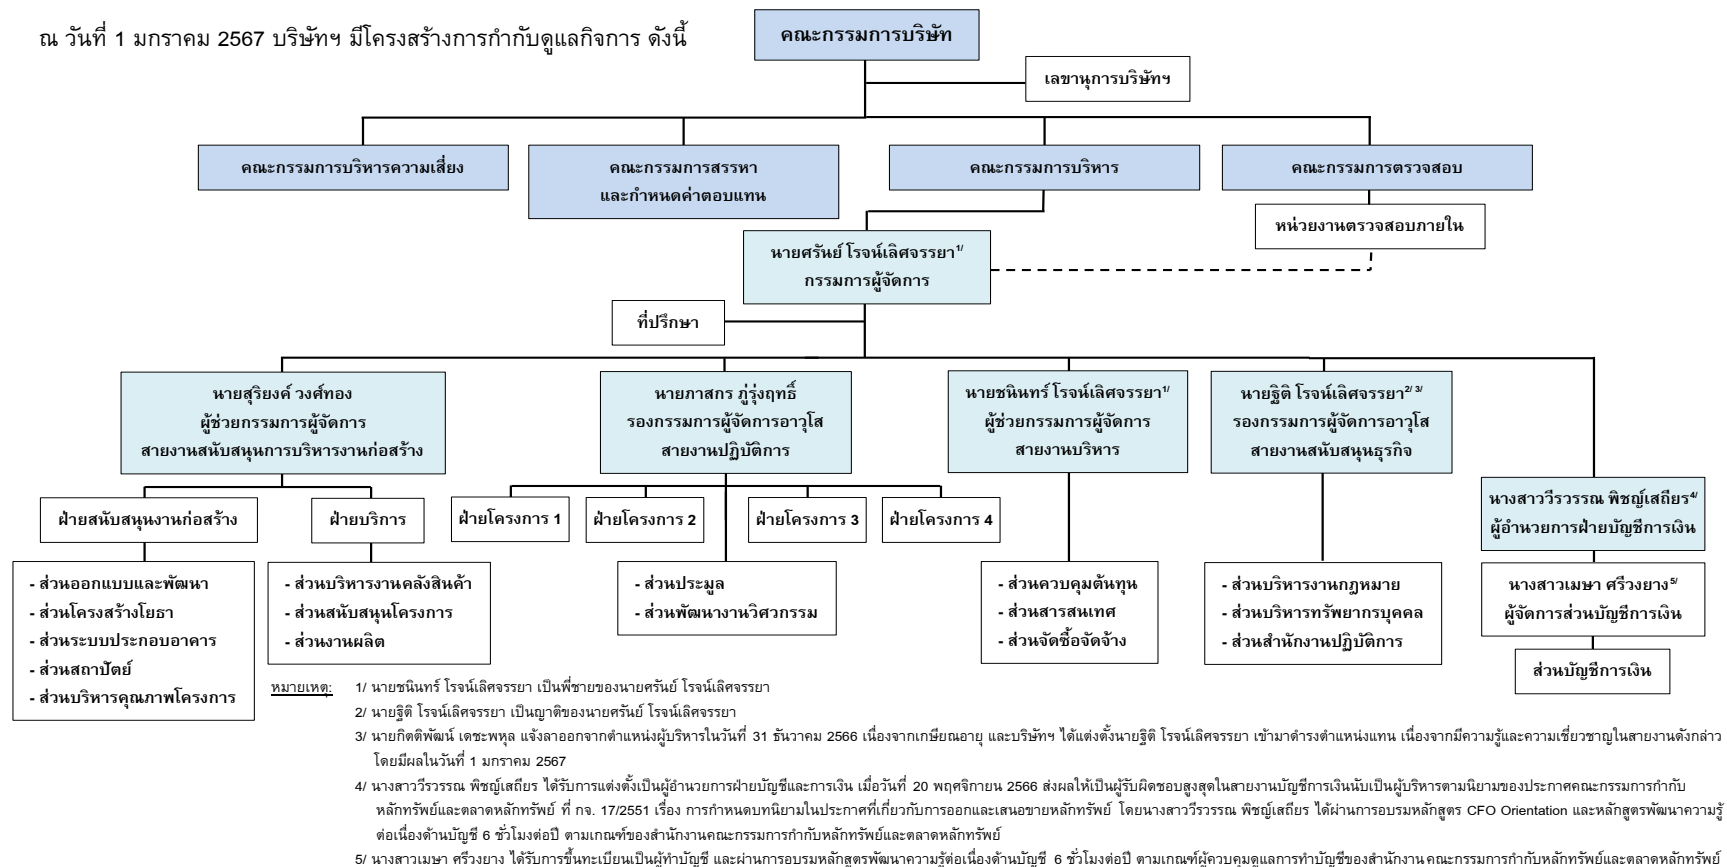 ณ วันที่ 1 มกราคม 2567 บริษัทฯ มีโครงสร้างการกำกับดูแลกิจการ ดังนี้
คณะกรรมการบริษัท
เลขานุการบริษัทฯ
คณะกรรมการบริหารความเสี่ยง
คณะกรรมการสรรหา
และกำหนดค่าตอบแทน
คณะกรรมการบริหาร
คณะกรรมการตรวจสอบ
หน่วยงานตรวจสอบภายใน
นายศรันย์ โรจน์เลิศจรรยา1/
กรรมการผู้จัดการ
ที่ปรึกษา
นายสุริยงค์ วงศ์ทอง
ผู้ช่วยกรรมการผู้จัดการ
สายงานสนับสนุนการบริหารงานก่อสร้าง
นายภาสกร ภู่รุ่งฤทธิ์
รองกรรมการผู้จัดการอาวุโส
สายงานปฏิบัติการ
นายชนินทร์ โรจน์เลิศจรรยา1/
ผู้ช่วยกรรมการผู้จัดการ
สายงานบริหาร
นายฐิติ โรจน์เลิศจรรยา2/ 3/
รองกรรมการผู้จัดการอาวุโส
สายงานสนับสนุนธุรกิจ
นางสาววีรวรรณ พิชญ์เสถียร4/
ผู้อำนวยการฝ่ายบัญชีการเงิน
ฝ่ายสนับสนุนงานก่อสร้าง
ฝ่ายบริการ
ฝ่ายโครงการ 1
ฝ่ายโครงการ 2
ฝ่ายโครงการ 3
ฝ่ายโครงการ 4
- ส่วนออกแบบและพัฒนา
- ส่วนโครงสร้างโยธา
- ส่วนระบบประกอบอาคาร
- ส่วนสถาปัตย์
- ส่วนบริหารคุณภาพโครงการ
- ส่วนบริหารงานคลังสินค้า
- ส่วนสนับสนุนโครงการ
- ส่วนงานผลิต
- ส่วนประมูล
- ส่วนพัฒนางานวิศวกรรม
- ส่วนควบคุมต้นทุน
- ส่วนสารสนเทศ
- ส่วนจัดซื้อจัดจ้าง
- ส่วนบริหารงานกฎหมาย
- ส่วนบริหารทรัพยากรบุคคล
- ส่วนสำนักงานปฏิบัติการ
นางสาวเมษา ศรีวงยาง5/
ผู้จัดการส่วนบัญชีการเงิน
ส่วนบัญชีการเงิน
หมายเหตุ: 1/ นายชนินทร์ โรจน์เลิศจรรยา เป็นพี่ชายของนายศรันย์ โรจน์เลิศจรรยา
2/ นายฐิติ โรจน์เลิศจรรยา เป็นญาติของนายศรันย์ โรจน์เลิศจรรยา
3/ นายกิตติพัฒน์ เดชะพหุล แจ้งลาออกจากตำแหน่งผู้บริหารในวันที่ 31 ธันวาคม 2566 เนื่องจากเกษียณอายุ และบริษัทฯ ได้แต่งตั้งนายฐิติ โรจน์เลิศจรรยา เข้ามาดำรงตำแหน่งแทน เนื่องจากมีความรู้และความเชี่ยวชาญในสายงานดังกล่าว
โดยมีผลในวันที่ 1 มกราคม 2567
4/ นางสาววีรวรรณ พิชญ์เสถียร ได้รับการแต่งตั้งเป็นผู้อำนวยการฝ่ายบัญชีและการเงิน เมื่อวันที่ 20 พฤศจิกายน 2566 ส่งผลให้เป็นผู้รับผิดชอบสูงสุดในสายงานบัญชีการเงินนับเป็นผู้บริหารตามนิยามของประกาศคณะกรรมการกำกับ
หลักทรัพย์และตลาดหลักทรัพย์ ที่ กจ. 17/2551 เรื่อง การกำหนดบทนิยามในประกาศที่เกี่ยวกับการออกและเสนอขายหลักทรัพย์ โดยนางสาววีรวรรณ พิชญ์เสถียร ได้ผ่านการอบรมหลักสูตร CFO Orientation และหลักสูตรพัฒนาความรู้
ต่อเนื่องด้านบัญชี 6 ชั่วโมงต่อปี ตามเกณฑ์ของสำนักงานคณะกรรมการกำกับหลักทรัพย์และตลาดหลักทรัพย์
5/ นางสาวเมษา ศรีวงยาง ได้รับการขึ้นทะเบียนเป็นผู้ทำบัญชี และผ่านการอบรมหลักสูตรพัฒนาความรู้ต่อเนื่องด้านบัญชี 6 ชั่วโมงต่อปี ตามเกณฑ์ผู้ควบคุมดูแลการทำบัญชีของสำนักงานคณะกรรมการกำกับหลักทรัพย์และตลาดหลักทรัพย์